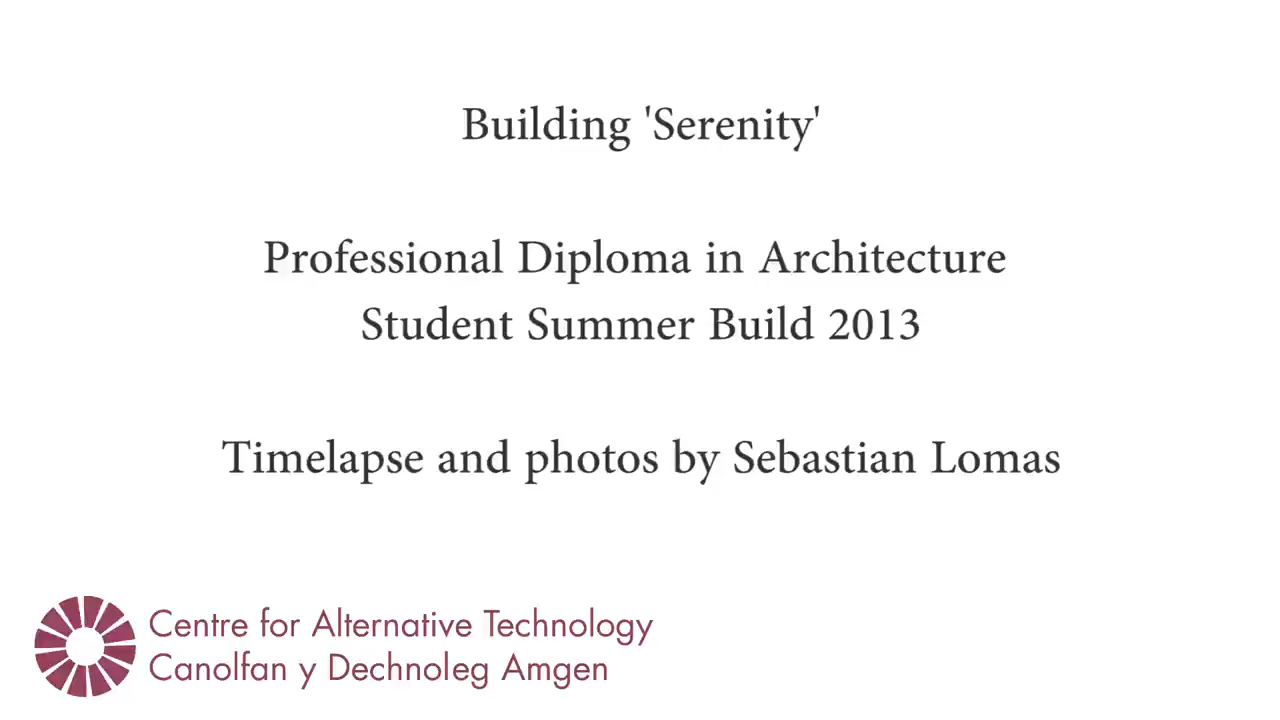 Building 'Serenity'
Professional Diploma in Architecture
Student Summer Build 2013
Timelapse and photos by Sebastian Lomas
Centre for Alternative Technology
Canolfan y Dechnoleg Amgen